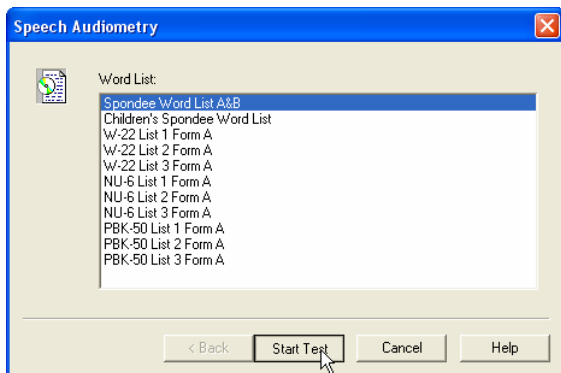 Speech Audiometry
Word List:
Spondee Word List A&B
Children's Spondee Word List
W-22 List 1 Form A
W-22 List 2 Form A
W-22 List 3 Form A
NU-6 List 1 Form A
NU-6 List 2 Form A
NU-6 List 3 Form A
PBK-50 List 1 Form A
PBK-50 List 2 Form A
PBK-50 List 3 Form A
< Back Start Test Cancel Help